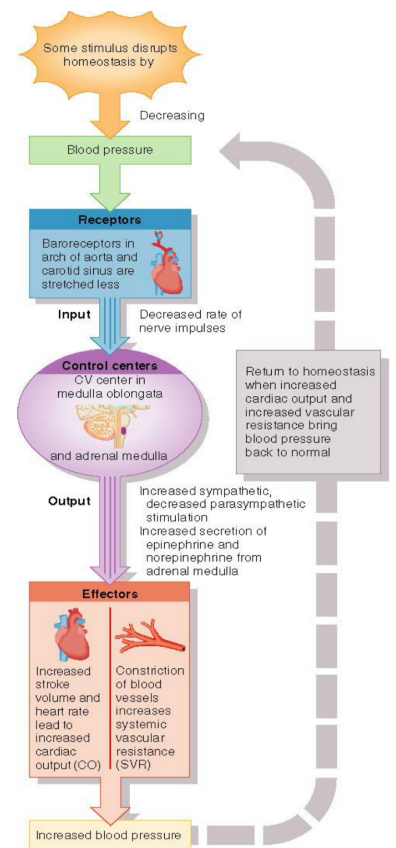 Some stimulus disrupts
homeostasis by
Decreasing
Blood pressure
Receptors
Baroreceptors in
arch of aorta and
carotid sinus are
stretched less
Input
Decreased rate of
nerve impulses
Control centers
CV center in
medulla oblongata
and adrenal medulla
Return to homeostasis
when increased
cardiac output and
increased vascular
resistance bring
blood pressure
back to normal
Output
Increased sympathetic,
decreased parasympathetic
stimulation
Increased secretion of
epinephrine and
norepinephrine from
adrenal medulla
Effectors
Increased
stroke
volume and
heart rate
lead to
increased
cardiac
output (CO)
Constriction
of blood
vessels
increases
systemic
vascular
resistance
(SVR)
Increased blood pressure